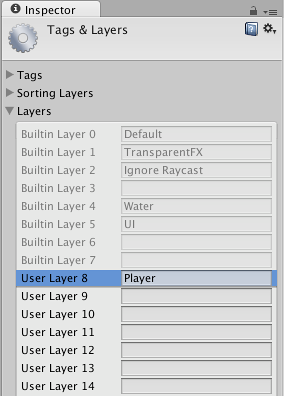 Inspector
Tags & Layers
Tags
Sorting Layers
Layers
Builtin Layer 0 Default
Builtin Layer 1 TransparentFX
Builtin Layer 2 Ignore Raycast
Builtin Layer 3
Builtin Layer 4 Water
Builtin Layer 5 UI
Builtin Layer 6
Builtin Layer 7
User Layer 8 Player
User Layer 9
User Layer 10
User Layer 11
User Layer 12
User Layer 13
User Layer 14